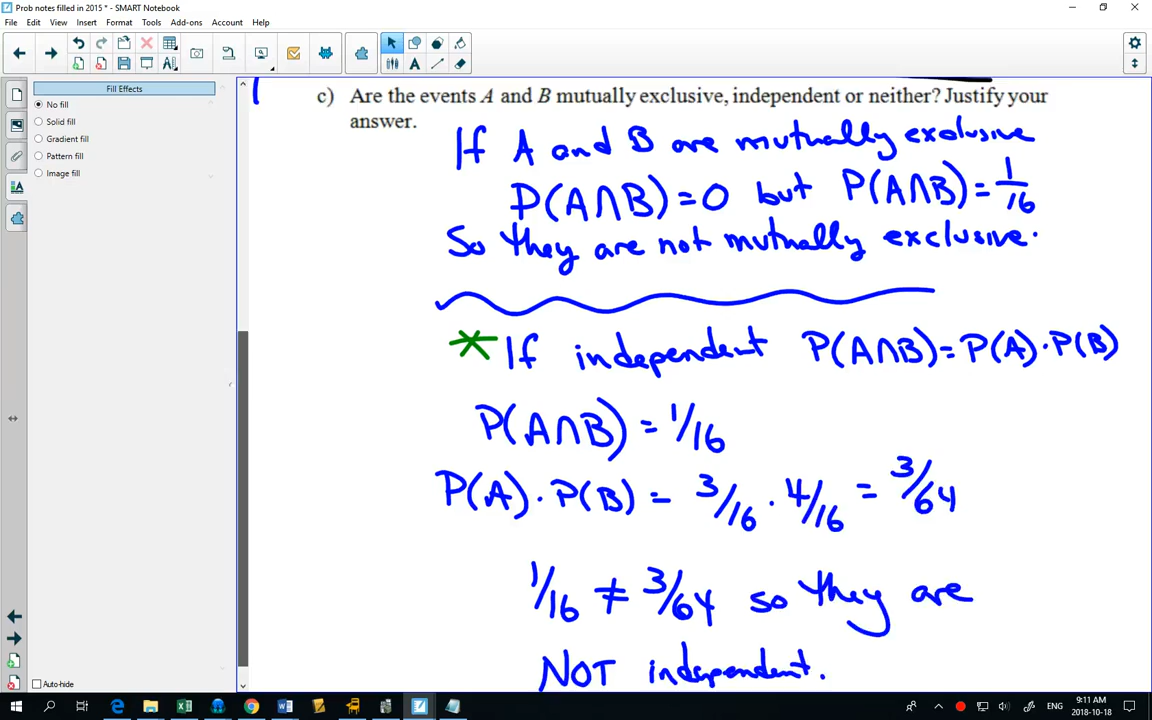 Prob notes filled in 2015 * - SMART Notebook
File Edit View Insert Format Tools Add-ons Account Help
Fill Effects
No fill
Solid fill
Gradient fill
Pattern fill
Image fill
c) Are the events A and B mutually exclusive, independent or neither? Justify your
answer.
If A and B are mutually exclusive
P(A∩B)=0 but P(A∩B)=1/16
So they are not mutually exclusive.
* If independent P(A∩B)=P(A)·P(B)
P(A∩B) = 1/16
P(A)·P(B) = 3/16 · 4/16 = 3/64
1/16 ≠ 3/64 so they are
NOT independent.
Auto-hide
ENG
9:11 AM
2018-10-18